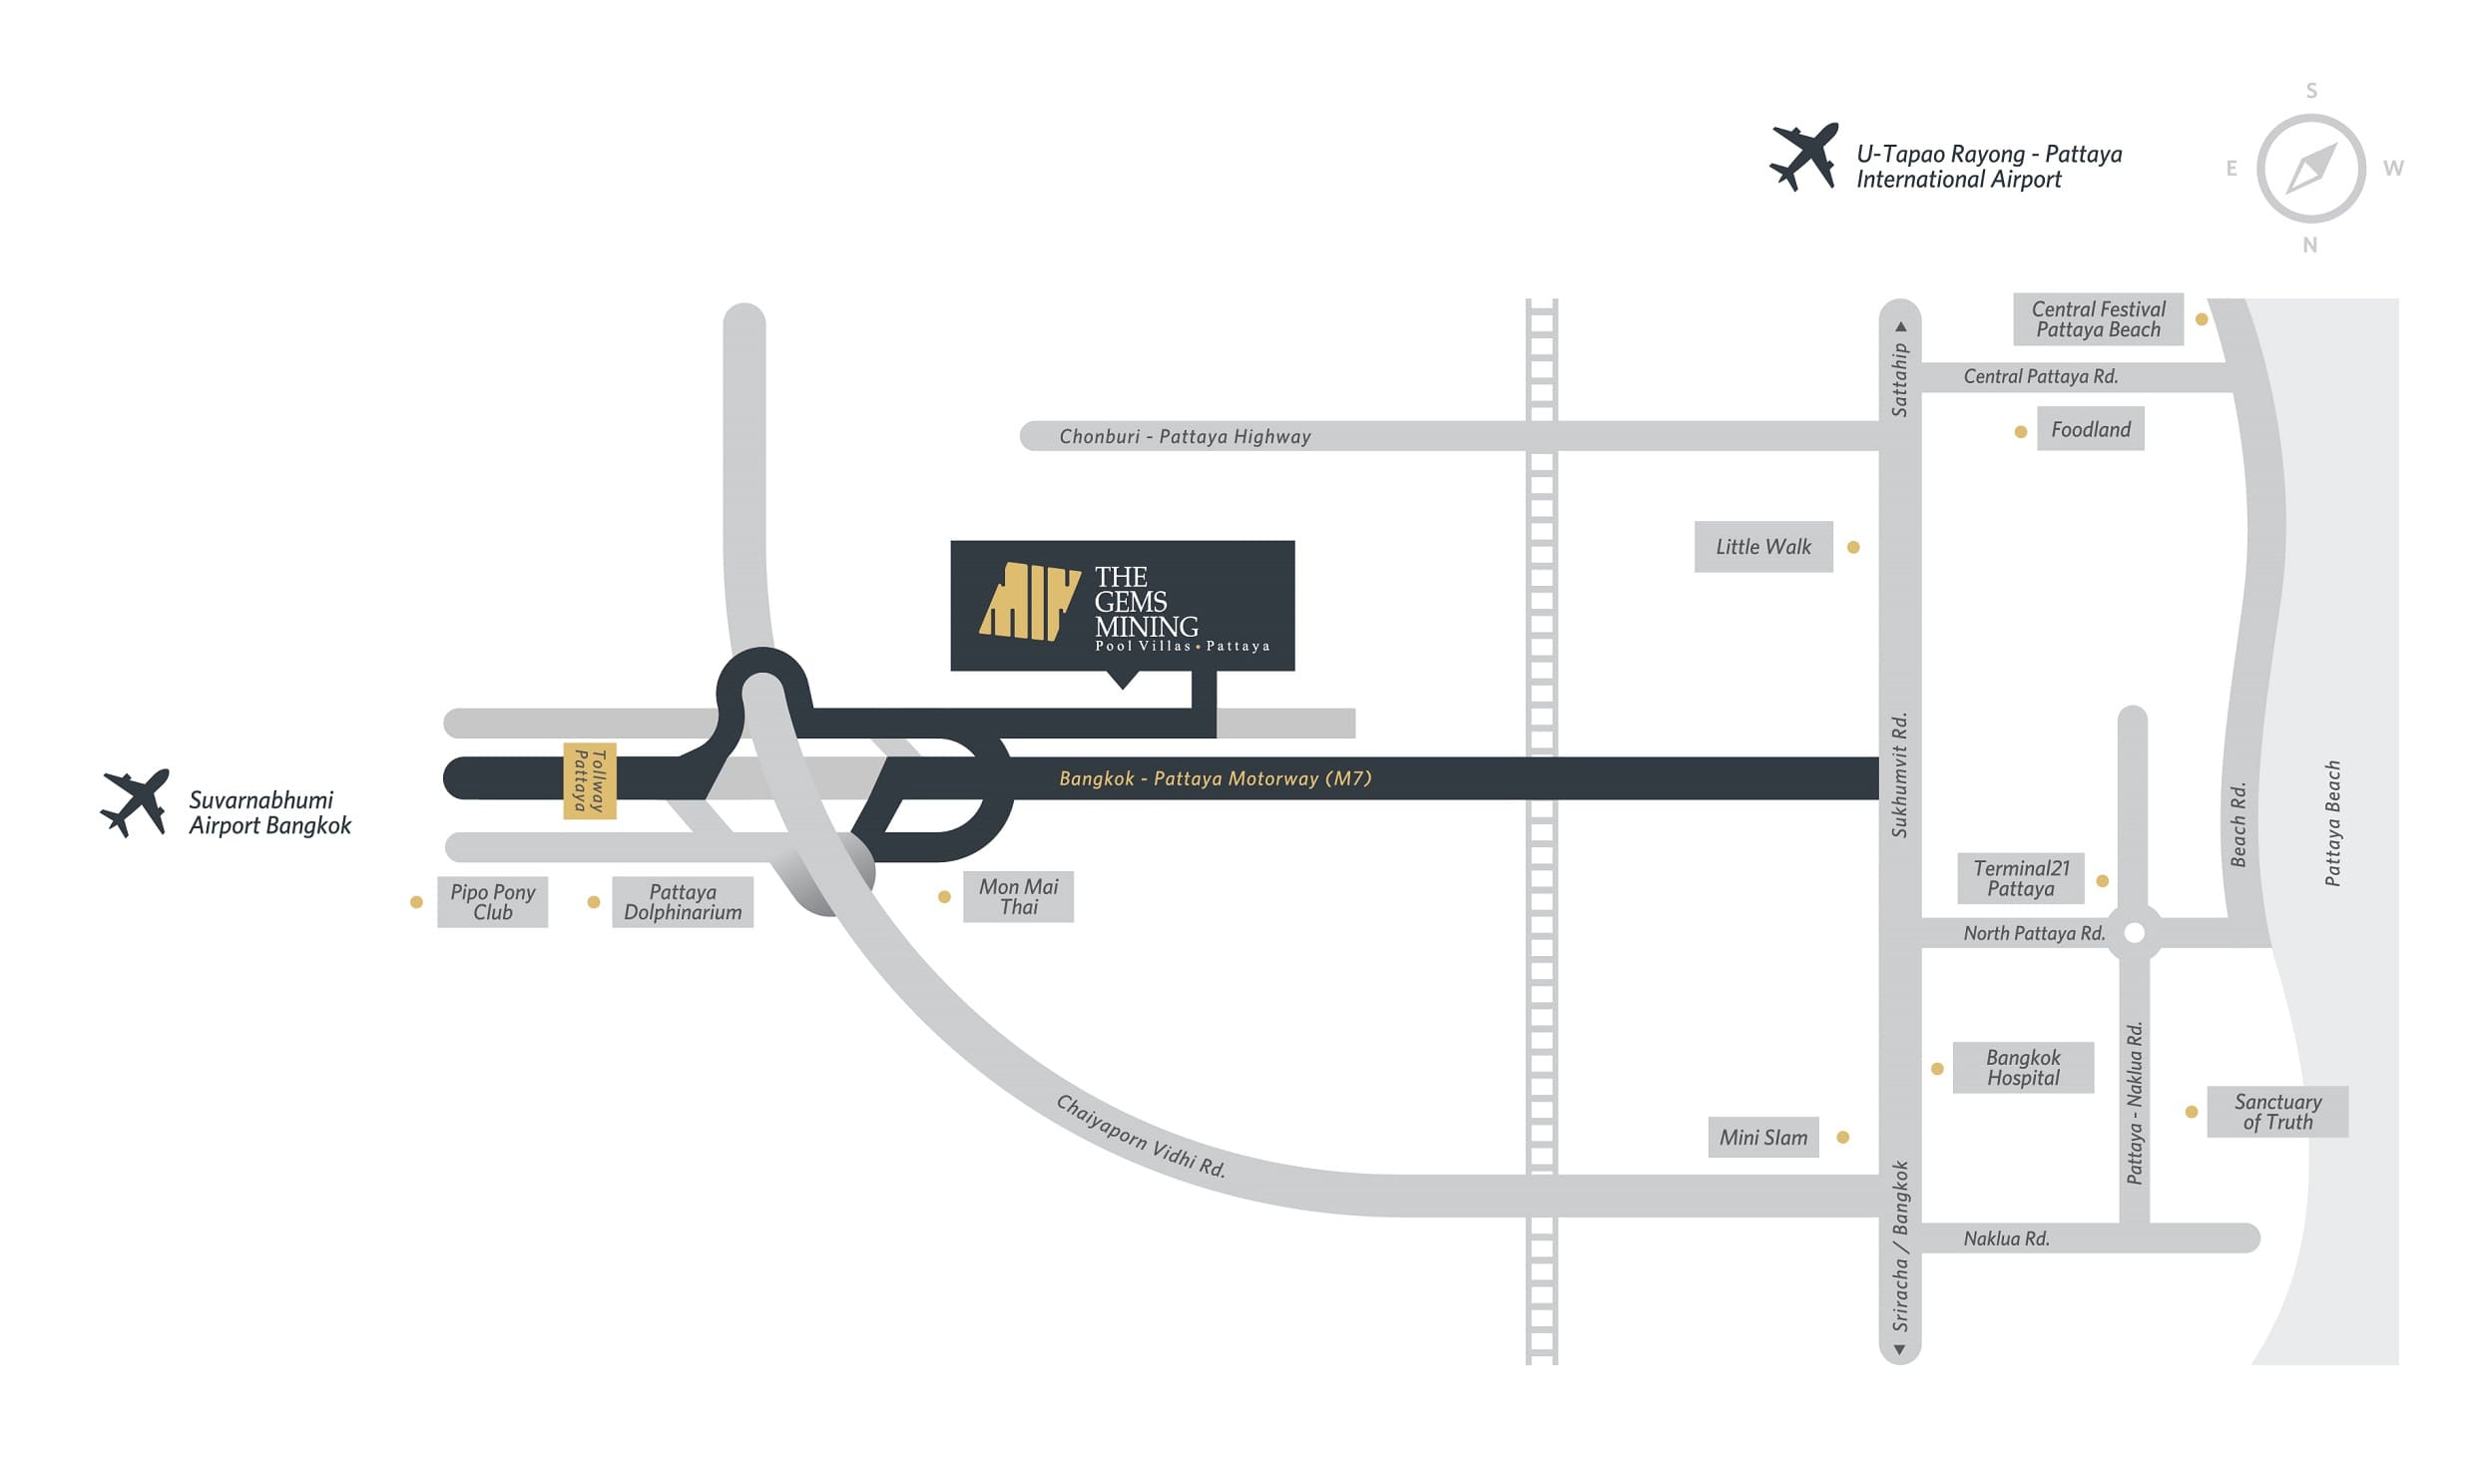 S
E
W
N
U-Tapao Rayong - Pattaya
International Airport
Central Festival
Pattaya Beach
Sattahip
Central Pattaya Rd.
Foodland
Chonburi - Pattaya Highway
Little Walk
THE
GEMS
MINING
Pool Villas • Pattaya
Tollway
Pattaya
Bangkok - Pattaya Motorway (M7)
Sukhumvit Rd.
Beach Rd.
Pattaya Beach
Suvarnabhumi
Airport Bangkok
Terminal21
Pattaya
Pipo Pony
Club
Pattaya
Dolphinarium
Mon Mai
Thai
North Pattaya Rd.
Bangkok
Hospital
Pattaya - Naklua Rd.
Sanctuary
of Truth
Chaiyaporn Vidhi Rd.
Mini Slam
Sriracha / Bangkok
Naklua Rd.